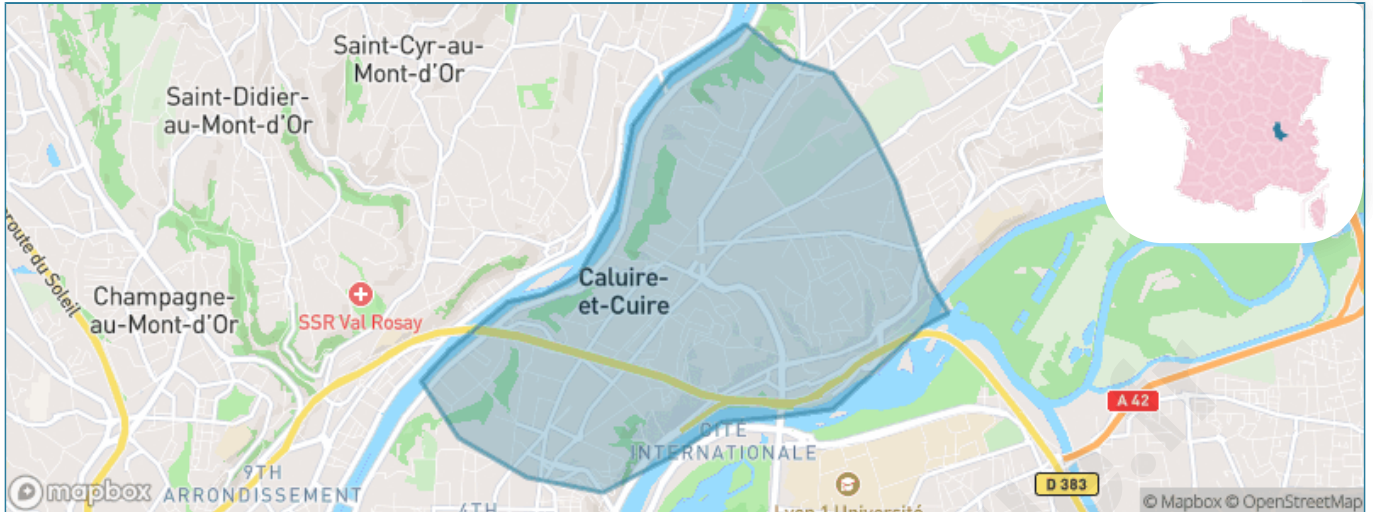 Saint-Cyr-au-
Mont-d'Or
Saint-Didier-
au-Mont-d'Or
route du Soleil
Champagne-
au-Mont-d'Or
SSR Val Rosay
Caluire-
et-Cuire
CITÉ
INTERNATIONALE
A 42
D 383
9TH
ARRONDISSEMENT
4TH
Lyon 1 Université
mapbox
© Mapbox © OpenStreetMap